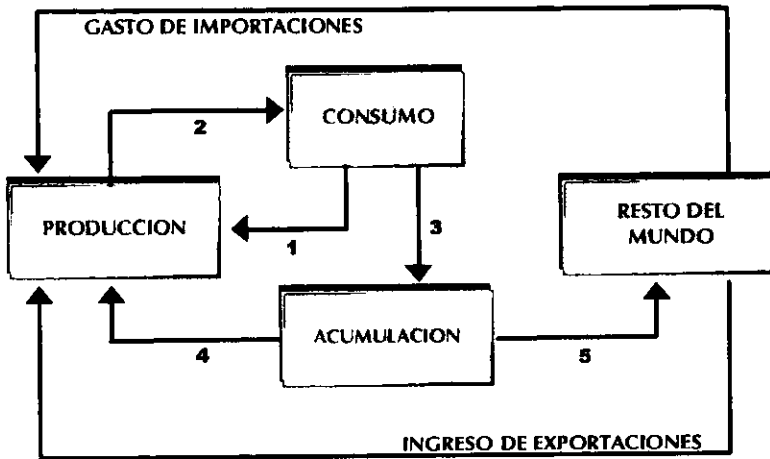 GASTO DE IMPORTACIONES
CONSUMO
2
PRODUCCION
1
3
RESTO DEL
MUNDO
ACUMULACION
4
5
INGRESO DE EXPORTACIONES